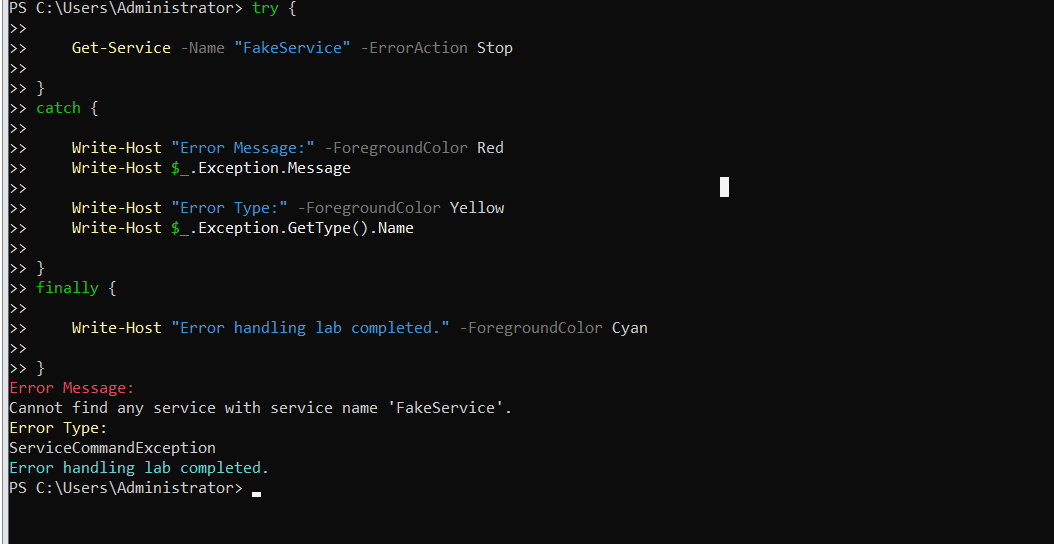 PS C:\Users\Administrator> try {
>>
>>     Get-Service -Name "FakeService" -ErrorAction Stop
>>
>> }
>> catch {
>>
>>     Write-Host "Error Message:" -ForegroundColor Red
>>     Write-Host $_.Exception.Message
>>
>>     Write-Host "Error Type:" -ForegroundColor Yellow
>>     Write-Host $_.Exception.GetType().Name
>>
>> }
>> finally {
>>
>>     Write-Host "Error handling lab completed." -ForegroundColor Cyan
>>
>> }
Error Message:
Cannot find any service with service name 'FakeService'.
Error Type:
ServiceCommandException
Error handling lab completed.
PS C:\Users\Administrator>